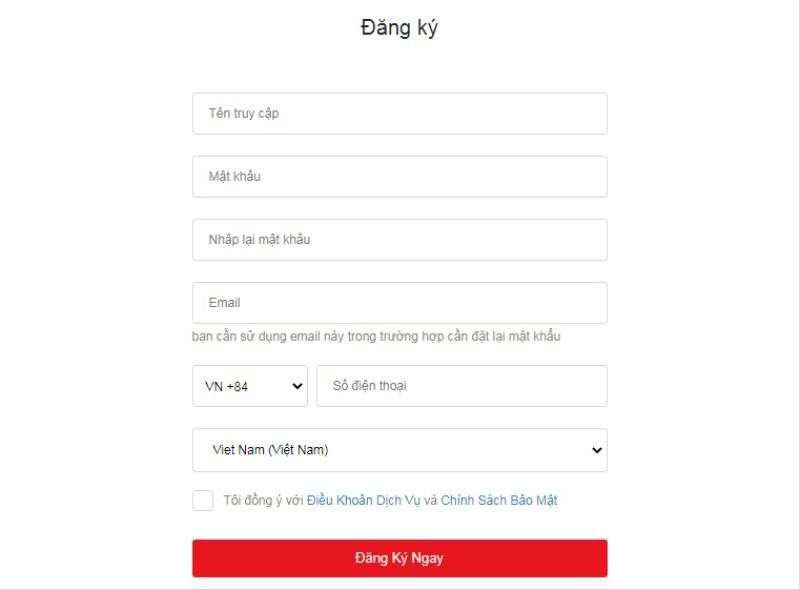 Đăng ký
Tên truy cập
Mật khẩu
Nhập lại mật khẩu
Email
bạn cần sử dụng email này trong trường hợp cần đặt lại mật khẩu
VN +84
Số điện thoại
Viet Nam (Việt Nam)
Tôi đồng ý với Điều Khoản Dịch Vụ và Chính Sách Bảo Mật
Đăng Ký Ngay